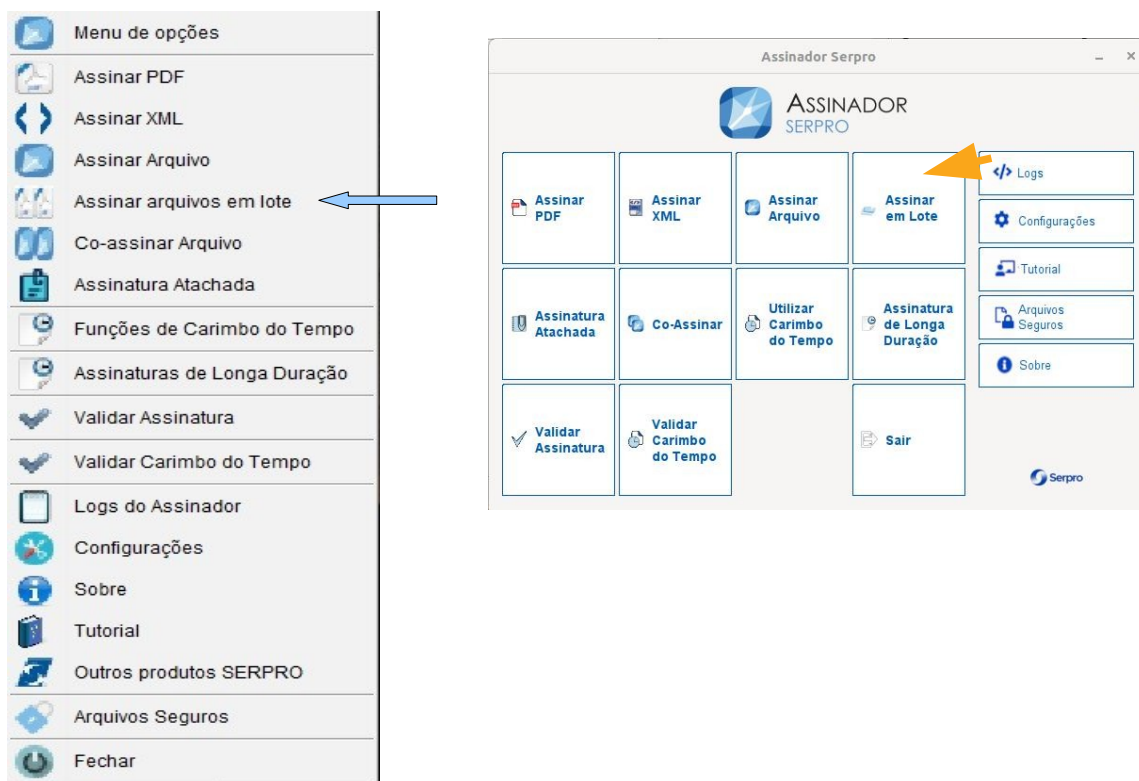 Menu de opções
Assinar PDF
Assinar XML
Assinar Arquivo
Assinar arquivos em lote
Co-assinar Arquivo
Assinatura Atachada
Funções de Carimbo do Tempo
Assinaturas de Longa Duração
Validar Assinatura
Validar Carimbo do Tempo
Logs do Assinador
Configurações
Sobre
Tutorial
Outros produtos SERPRO
Arquivos Seguros
Fechar
Assinador Serpro
ASSINADOR
SERPRO
Assinar
PDF
Assinar
XML
Assinar
Arquivo
Assinar
em Lote
Assinatura
Atachada
Co-Assinar
Utilizar
Carimbo
do Tempo
Assinatura
de Longa
Duração
Validar
Assinatura
Validar
Carimbo
do Tempo
Sair
</> Logs
Configurações
Tutorial
Arquivos
Seguros
Sobre
Serpro